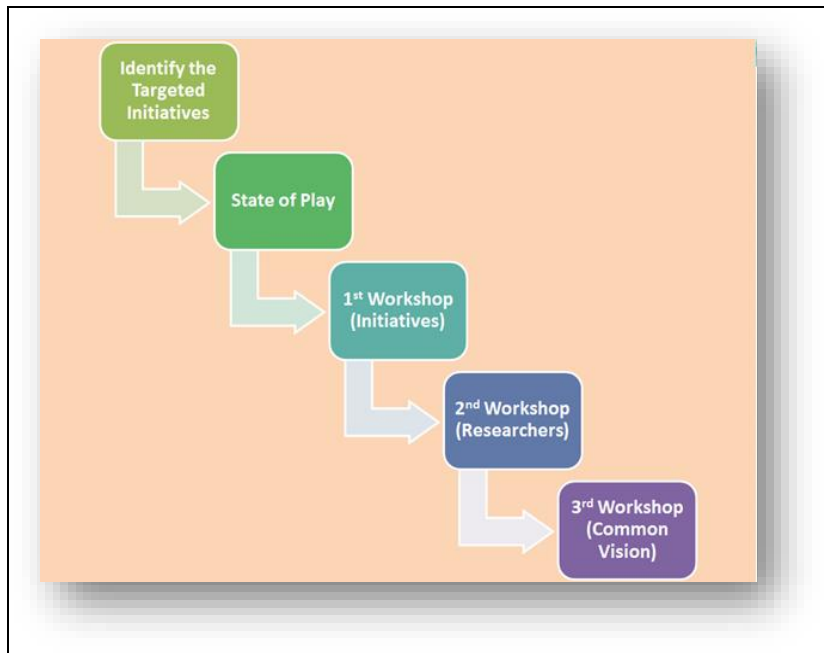 Identify the
Targeted
Initiatives
State of Play
1st Workshop
(Initiatives)
2nd Workshop
(Researchers)
3rd Workshop
(Common
Vision)